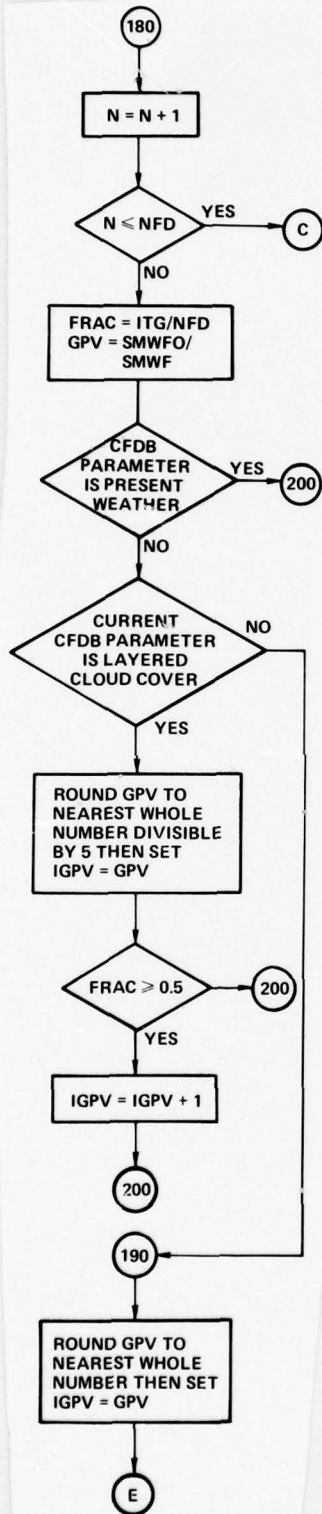 180
N = N + 1
N ⩽ NFD
YES
C
NO
FRAC = ITG/NFD
GPV = SMWFO/
SMWF
CFDB
PARAMETER
IS PRESENT
WEATHER
YES
200
NO
CURRENT
CFDB PARAMETER
IS LAYERED
CLOUD COVER
NO
YES
ROUND GPV TO
NEAREST WHOLE
NUMBER DIVISIBLE
BY 5 THEN SET
IGPV = GPV
FRAC ⩾ 0.5
200
YES
IGPV = IGPV + 1
200
190
ROUND GPV TO
NEAREST WHOLE
NUMBER THEN SET
IGPV = GPV
E